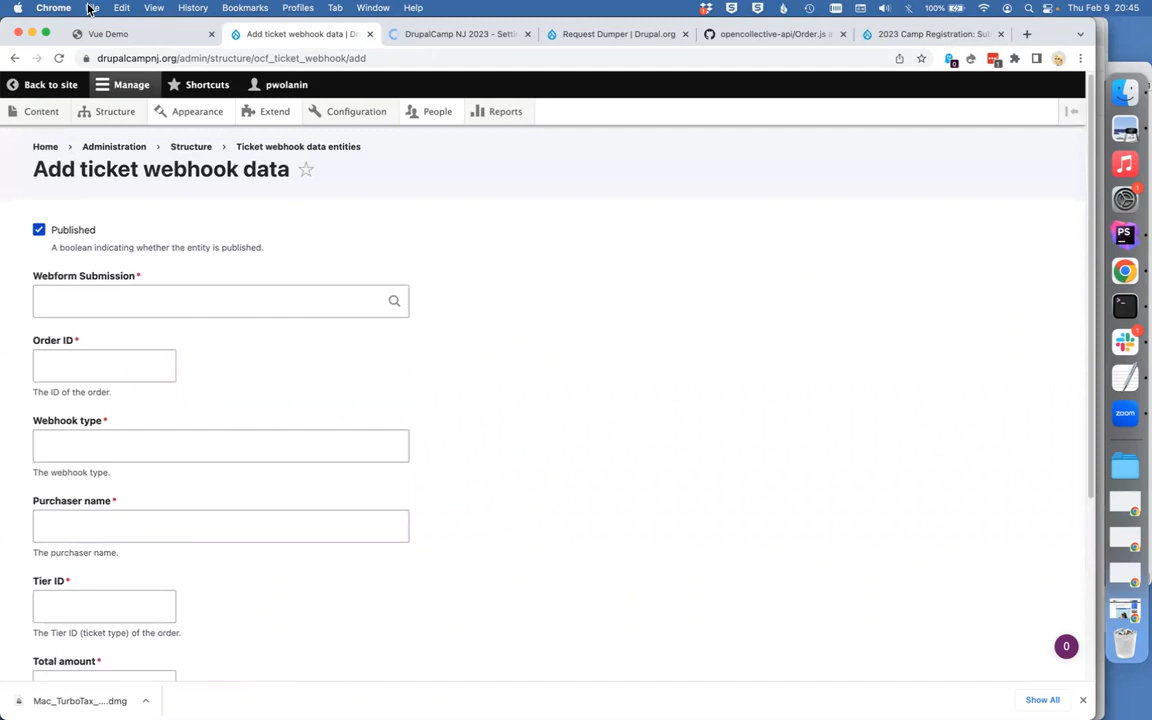 Chrome
Edit
View
History
Bookmarks
Profiles
Tab
Window
Help
100%
Thu Feb 9 20:45
Vue Demo
Add ticket webhook data | Dr
DrupalCamp NJ 2023 - Setti
Request Dumper | Drupal.org
opencollective-api/Order.js a
2023 Camp Registration: Sub
drupalcampnj.org/admin/structure/ocf_ticket_webhook/add
Back to site
Manage
Shortcuts
pwolanin
Content
Structure
Appearance
Extend
Configuration
People
Reports
Home > Administration > Structure > Ticket webhook data entities
Add ticket webhook data
Published
A boolean indicating whether the entity is published.
Webform Submission*
Order ID*
The ID of the order.
Webhook type*
The webhook type.
Purchaser name*
The purchaser name.
Tier ID*
The Tier ID (ticket type) of the order.
Total amount*
0
Mac_TurboTax_....dmg
Show All
PS
zoom